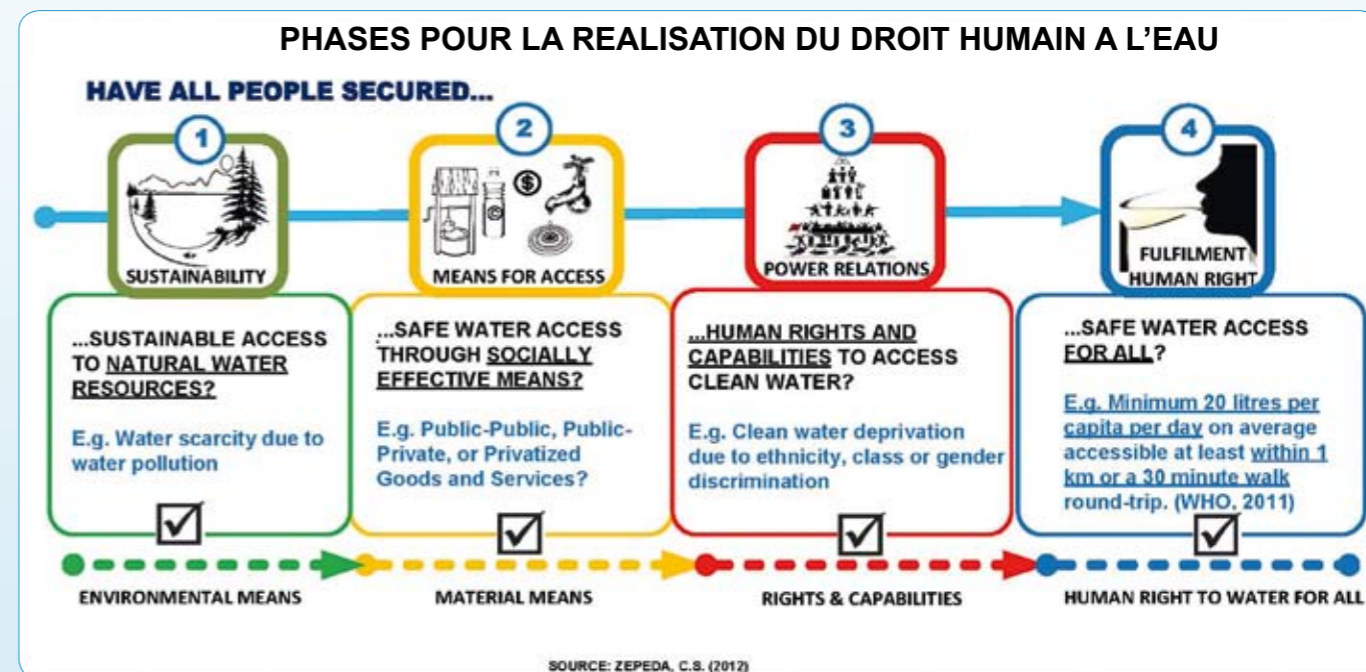 PHASES POUR LA REALISATION DU DROIT HUMAIN A L'EAU
HAVE ALL PEOPLE SECURED...
1
SUSTAINABILITY
2
$
MEANS FOR ACCESS
3
POWER RELATIONS
4
FULFILMENT
HUMAN RIGHT
...SUSTAINABLE ACCESS
TO NATURAL WATER
RESOURCES?
E.g. Water scarcity due to
water pollution
...SAFE WATER ACCESS
THROUGH SOCIALLY
EFFECTIVE MEANS?
E.g. Public-Public, Public-
Private, or Privatized
Goods and Services?
...HUMAN RIGHTS AND
CAPABILITIES TO ACCESS
CLEAN WATER?
E.g. Clean water deprivation
due to ethnicity, class or gender
discrimination
...SAFE WATER ACCESS
FOR ALL?
E.g. Minimum 20 litres per
capita per day on average
accessible at least within 1
km or a 30 minute walk
round-trip. (WHO, 2011)
ENVIRONMENTAL MEANS
MATERIAL MEANS
RIGHTS & CAPABILITIES
HUMAN RIGHT TO WATER FOR ALL
SOURCE: ZEPEDA, C.S. (2012)